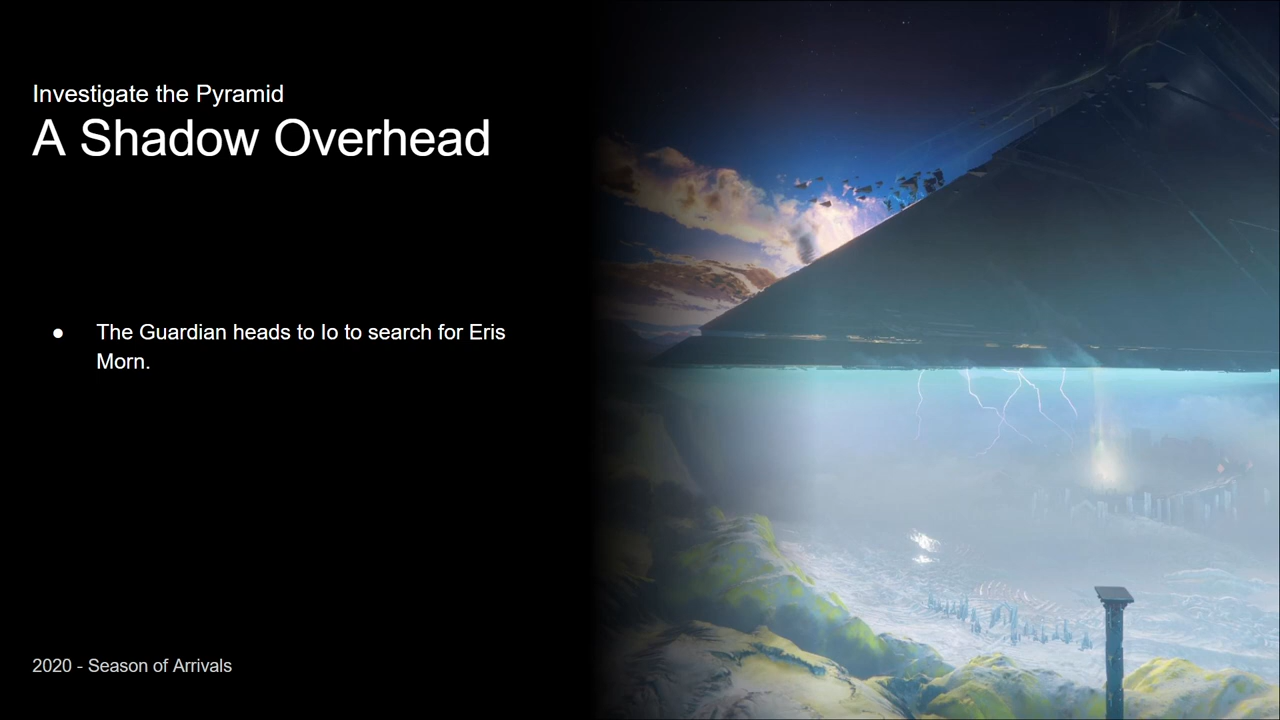 Investigate the Pyramid
A Shadow Overhead
● The Guardian heads to Io to search for Eris
Morn.
2020 - Season of Arrivals